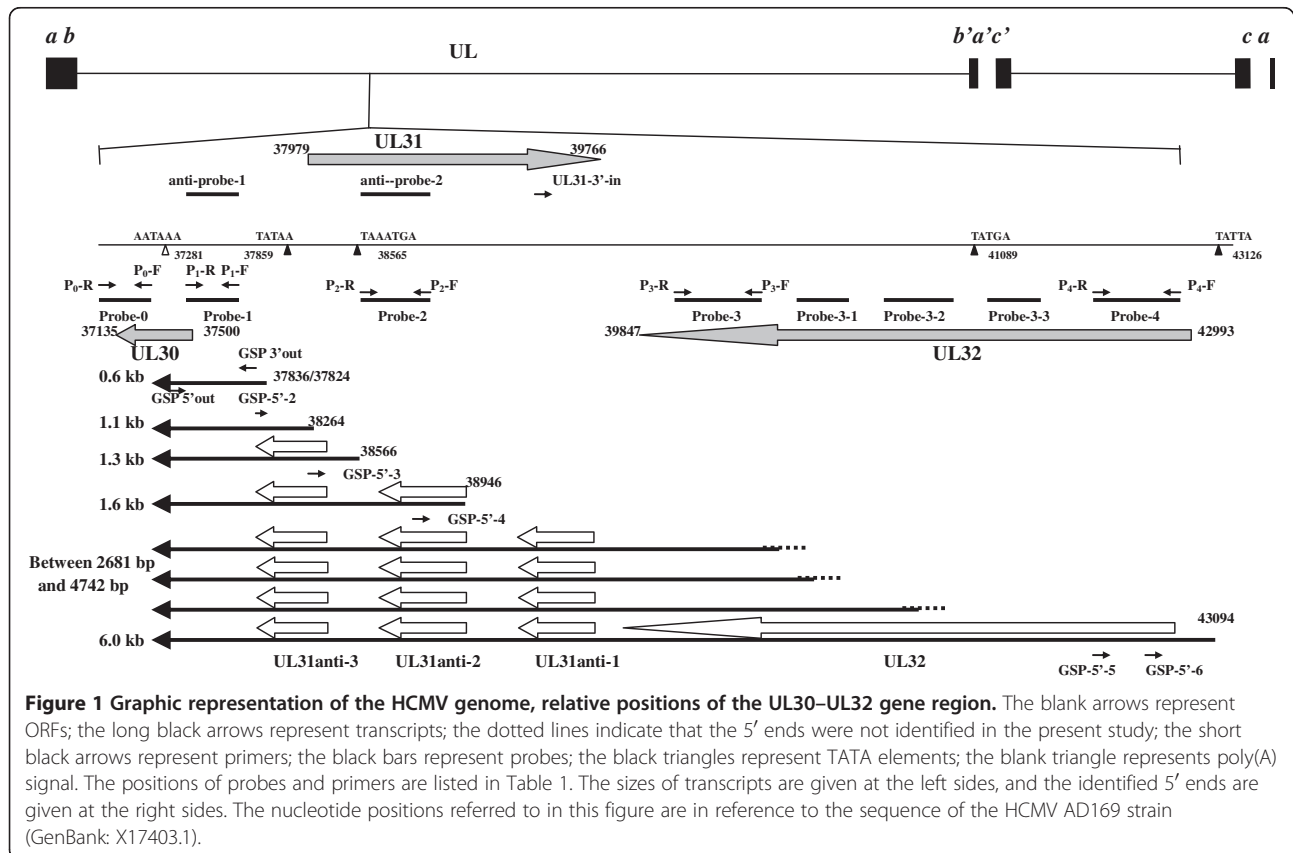 a b
UL
b'a'c'
c a
UL31
37979
39766
anti-probe-1
anti--probe-2
UL31-3'-in
AATAAA
TATAA
TAAATGA
TATGA
TATTA
37281
37859
38565
41089
43126
P0-R
P0-F
P1-R
P1-F
P2-R
P2-F
P3-R
P3-F
P4-R
P4-F
Probe-0
Probe-1
Probe-2
Probe-3
Probe-3-1
Probe-3-2
Probe-3-3
Probe-4
37135
37500
39847
42993
UL30
UL32
GSP 3'out
0.6 kb
37836/37824
GSP 5'out
GSP-5'-2
1.1 kb
38264
1.3 kb
38566
GSP-5'-3
1.6 kb
38946
GSP-5'-4
Between 2681 bp
and 4742 bp
6.0 kb
43094
UL31anti-3
UL31anti-2
UL31anti-1
UL32
GSP-5'-5
GSP-5'-6
Figure 1 Graphic representation of the HCMV genome, relative positions of the UL30–UL32 gene region. The blank arrows represent
ORFs; the long black arrows represent transcripts; the dotted lines indicate that the 5′ ends were not identified in the present study; the short
black arrows represent primers; the black bars represent probes; the black triangles represent TATA elements; the blank triangle represents poly(A)
signal. The positions of probes and primers are listed in Table 1. The sizes of transcripts are given at the left sides, and the identified 5′ ends are
given at the right sides. The nucleotide positions referred to in this figure are in reference to the sequence of the HCMV AD169 strain
(GenBank: X17403.1).